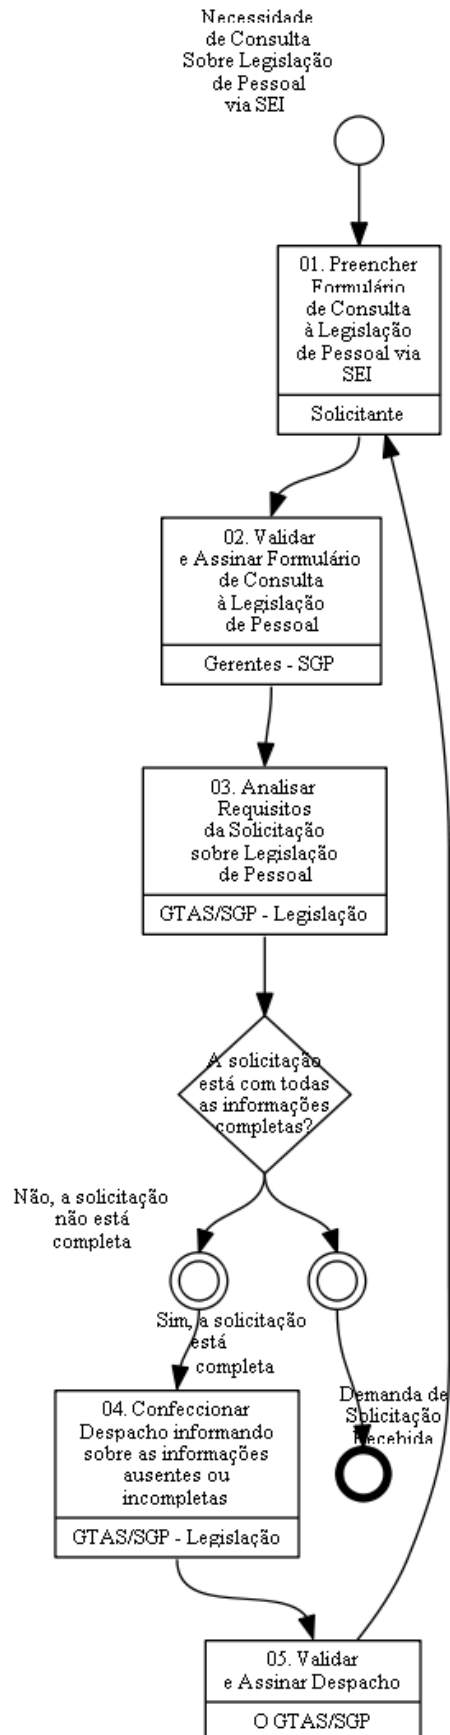 Necessidade
de Consulta
Sobre Legislação
de Pessoal
via SEI
01. Preencher
Formulário
de Consulta
à Legislação
de Pessoal via
SEI
Solicitante
02. Validar
e Assinar Formulário
de Consulta
à Legislação
de Pessoal
Gerentes - SGP
03. Analisar
Requisitos
da Solicitação
sobre Legislação
de Pessoal
GTAS/SGP - Legislação
A solicitação
está com todas
as informações
completas?
Não, a solicitação
não está
completa
Sim, a solicitação
está
completa
Demanda de
Solicitação
Recebida
04. Confeccionar
Despacho informando
sobre as informações
ausentes ou
incompletas
GTAS/SGP - Legislação
05. Validar
e Assinar Despacho
O GTAS/SGP